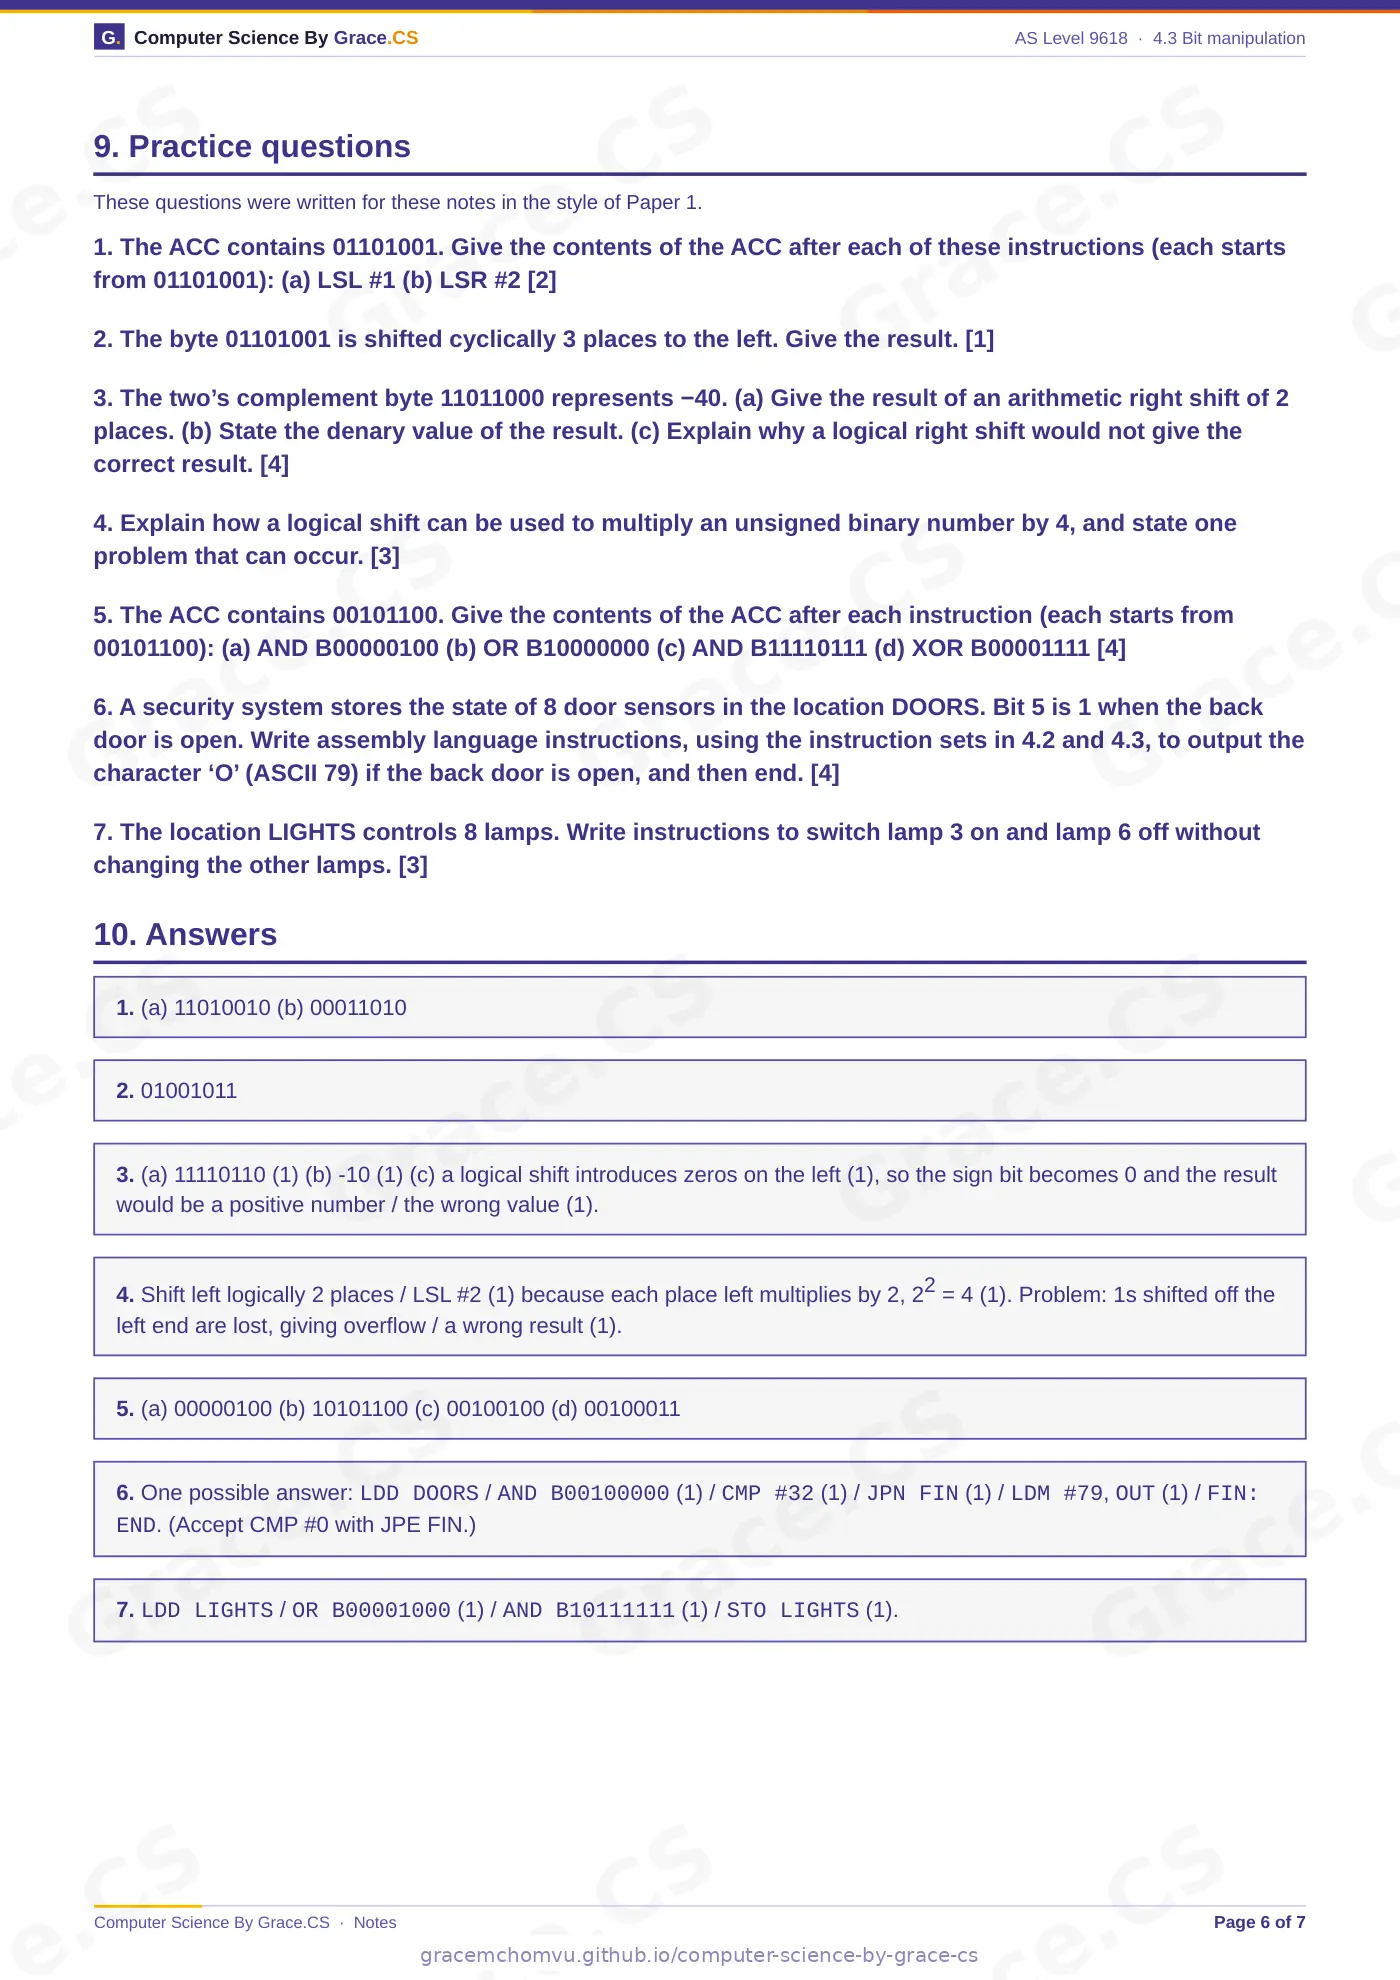 G. Computer Science By Grace.CS
AS Level 9618 · 4.3 Bit manipulation
9. Practice questions
These questions were written for these notes in the style of Paper 1.
1. The ACC contains 01101001. Give the contents of the ACC after each of these instructions (each starts
from 01101001): (a) LSL #1 (b) LSR #2 [2]
2. The byte 01101001 is shifted cyclically 3 places to the left. Give the result. [1]
3. The two’s complement byte 11011000 represents −40. (a) Give the result of an arithmetic right shift of 2
places. (b) State the denary value of the result. (c) Explain why a logical right shift would not give the
correct result. [4]
4. Explain how a logical shift can be used to multiply an unsigned binary number by 4, and state one
problem that can occur. [3]
5. The ACC contains 00101100. Give the contents of the ACC after each instruction (each starts from
00101100): (a) AND B00000100 (b) OR B10000000 (c) AND B11110111 (d) XOR B00001111 [4]
6. A security system stores the state of 8 door sensors in the location DOORS. Bit 5 is 1 when the back
door is open. Write assembly language instructions, using the instruction sets in 4.2 and 4.3, to output the
character ‘O’ (ASCII 79) if the back door is open, and then end. [4]
7. The location LIGHTS controls 8 lamps. Write instructions to switch lamp 3 on and lamp 6 off without
changing the other lamps. [3]
10. Answers
1. (a) 11010010 (b) 00011010
2. 01001011
3. (a) 11110110 (1) (b) -10 (1) (c) a logical shift introduces zeros on the left (1), so the sign bit becomes 0 and the result
would be a positive number / the wrong value (1).
4. Shift left logically 2 places / LSL #2 (1) because each place left multiplies by 2, 2² = 4 (1). Problem: 1s shifted off the
left end are lost, giving overflow / a wrong result (1).
5. (a) 00000100 (b) 10101100 (c) 00100100 (d) 00100011
6. One possible answer: LDD DOORS / AND B00100000 (1) / CMP #32 (1) / JPN FIN (1) / LDM #79, OUT (1) / FIN:
END. (Accept CMP #0 with JPE FIN.)
7. LDD LIGHTS / OR B00001000 (1) / AND B10111111 (1) / STO LIGHTS (1).
Computer Science By Grace.CS · Notes
Page 6 of 7
gracemchomvu.github.io/computer-science-by-grace-cs